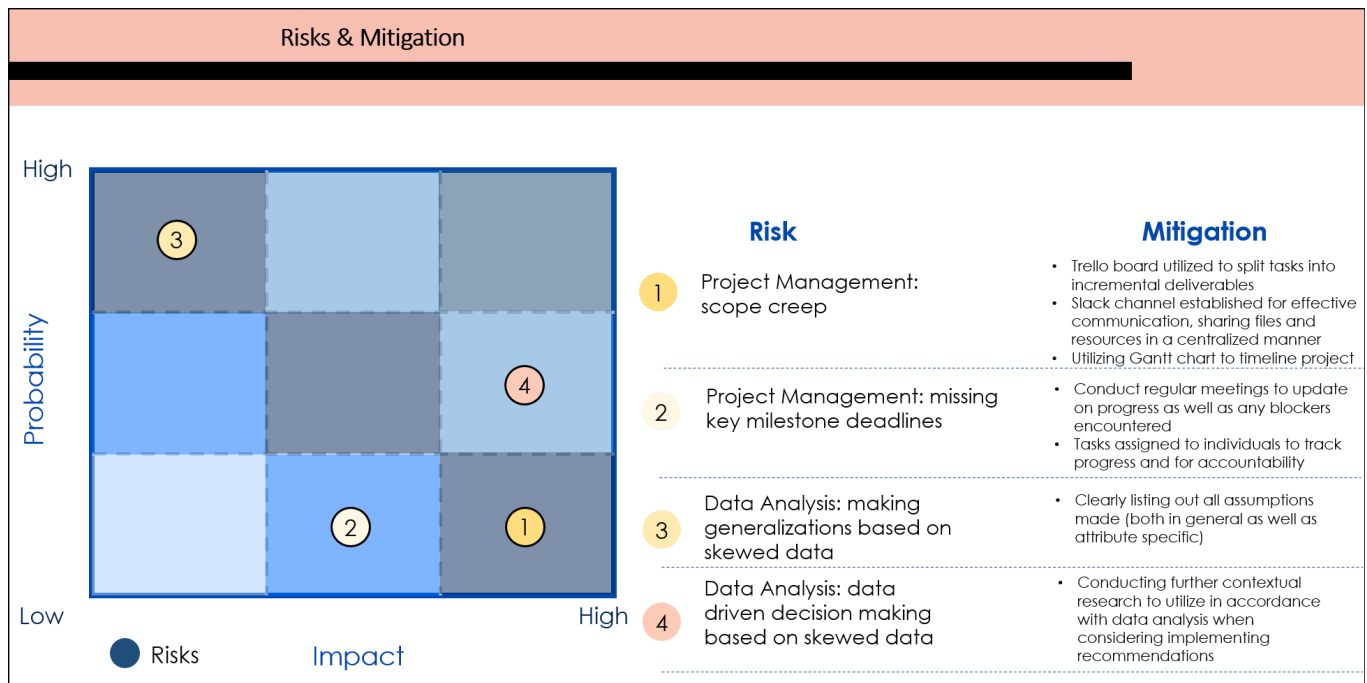 Risks & Mitigation
High
3
4
2
1
Probability
Low
High
Risks
Impact
Risk
Mitigation
1
Project Management:
scope creep
• Trello board utilized to split tasks into
incremental deliverables
• Slack channel established for effective
communication, sharing files and
resources in a centralized manner
• Utilizing Gantt chart to timeline project
2
Project Management: missing
key milestone deadlines
• Conduct regular meetings to update
on progress as well as any blockers
encountered
• Tasks assigned to individuals to track
progress and for accountability
3
Data Analysis: making
generalizations based on
skewed data
• Clearly listing out all assumptions
made (both in general as well as
attribute specific)
4
Data Analysis: data
driven decision making
based on skewed data
• Conducting further contextual
research to utilize in accordance
with data analysis when
considering implementing
recommendations